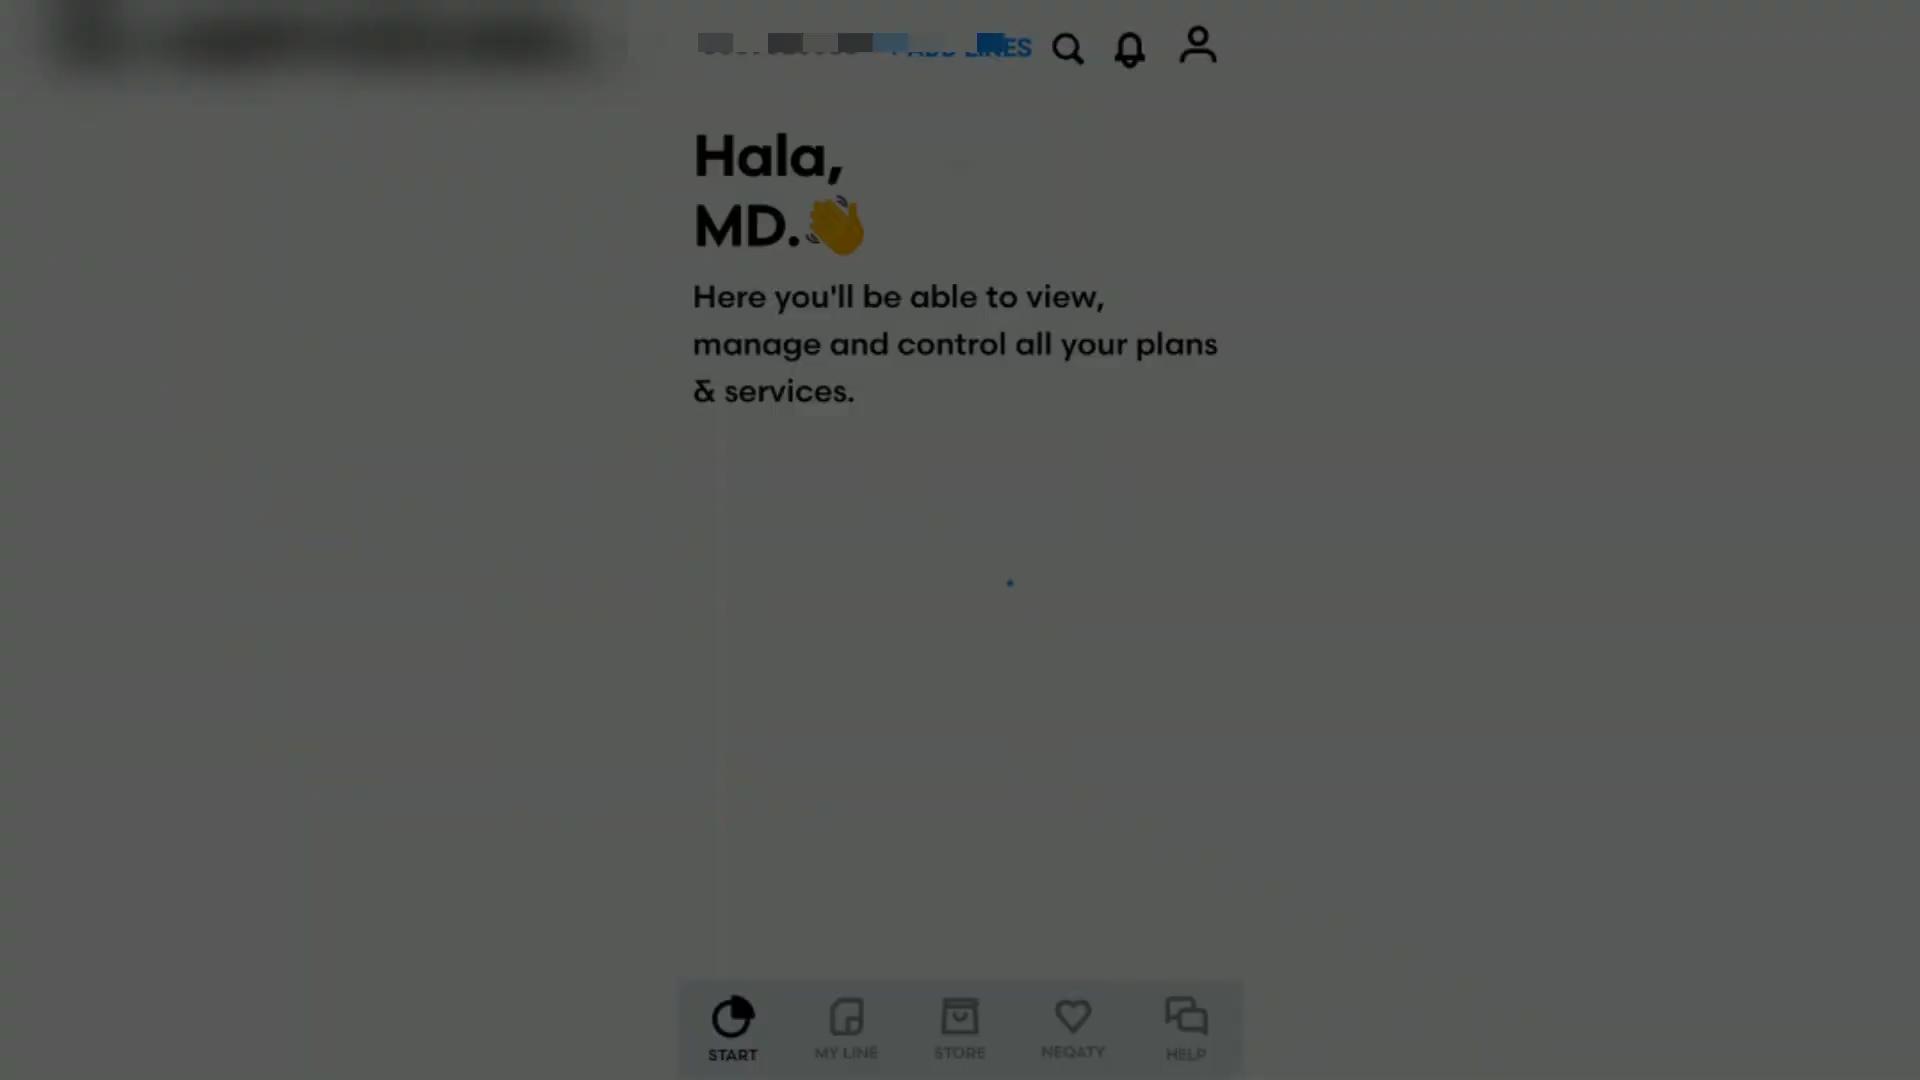 LINES
Hala,
MD.👋
Here you'll be able to view,
manage and control all your plans
& services.
START
MY LINE
STORE
NEQATY
HELP